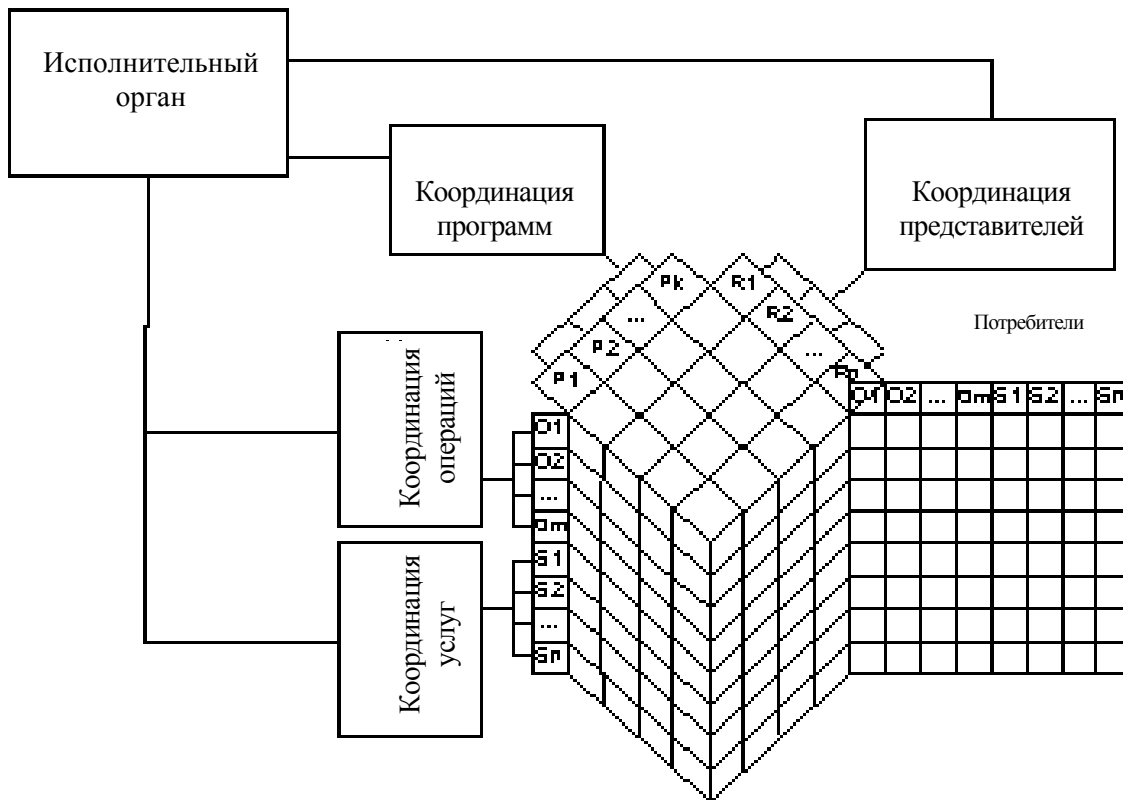 Исполнительный
орган
Координация
программ
Координация
представителей
Pk
R1
...
R2
Потребители
P2
...
P1
Rn
O1 O2 ... Om S1 S2 ... Sn
Координация
операций
O1
O2
...
Om
Координация
услуг
S1
S2
...
Sn